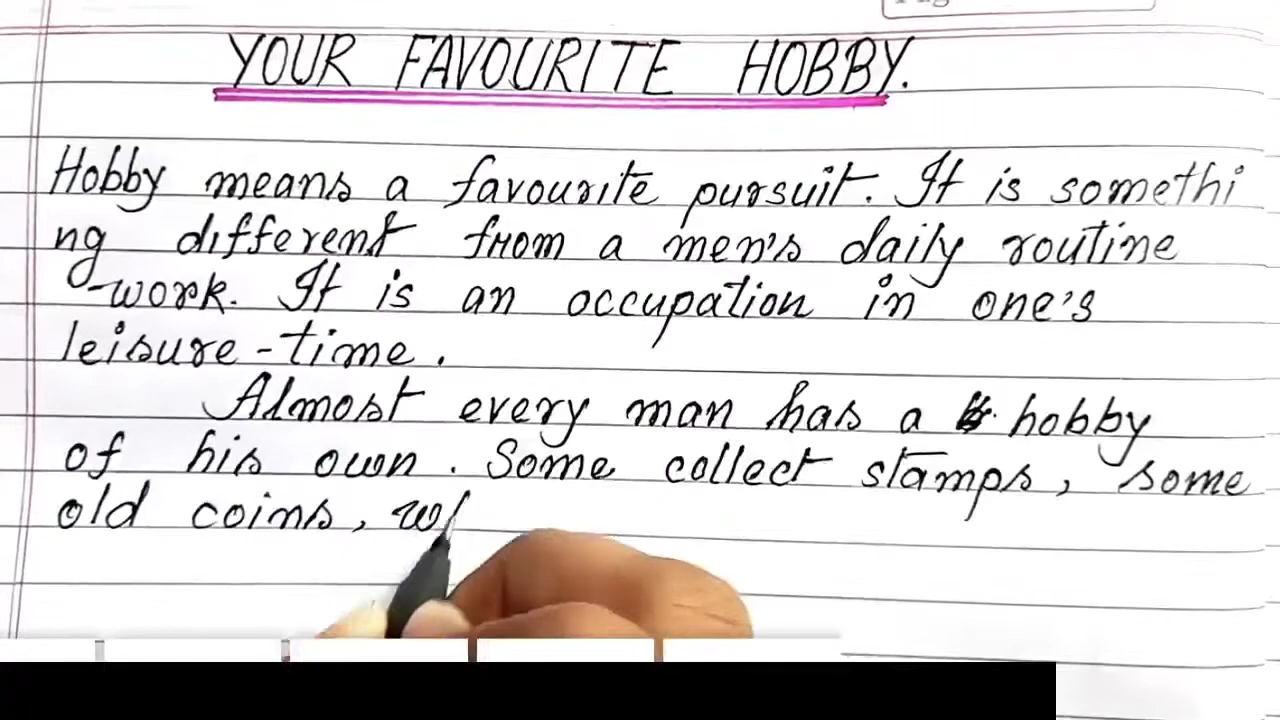 YOUR FAVOURITE HOBBY.
Hobby means a favourite pursuit. It is somethi
ng different from a men's daily routine
-work. It is an occupation in one's
leisure-time.
Almost every man has a hobby
of his own. Some collect stamps, some
old coins,